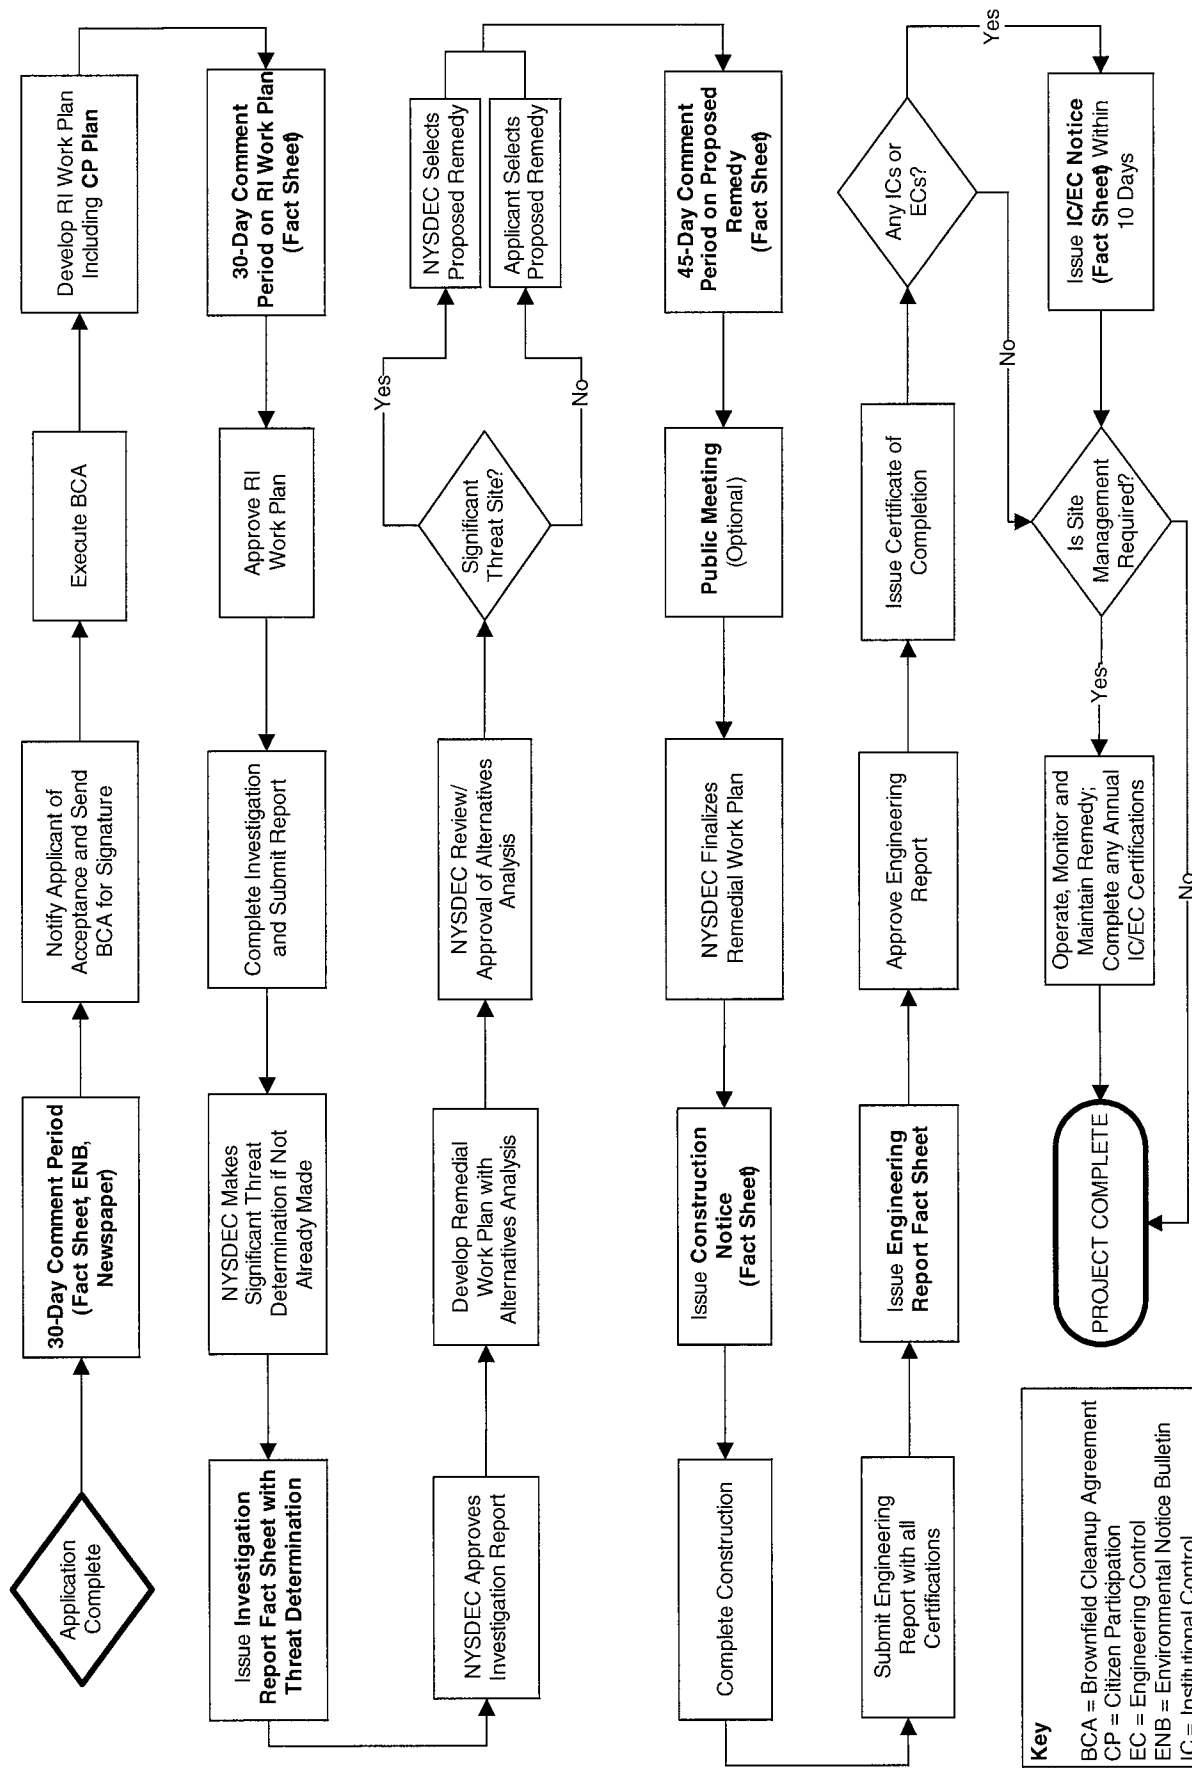 Application
Complete
30-Day Comment Period
(Fact Sheet, ENB,
Newspaper)
Notify Applicant of
Acceptance and Send
BCA for Signature
Execute BCA
Develop RI Work Plan
Including CP Plan
30-Day Comment
Period on RI Work Plan
(Fact Sheet)
Approve RI
Work Plan
Complete Investigation
and Submit Report
NYSDEC Makes
Significant Threat
Determination if Not
Already Made
Issue Investigation
Report Fact Sheet with
Threat Determination
NYSDEC Approves
Investigation Report
Develop Remedial
Work Plan with
Alternatives Analysis
NYSDEC Review/
Approval of Alternatives
Analysis
Significant
Threat Site?
Yes
No
NYSDEC Selects
Proposed Remedy
Applicant Selects
Proposed Remedy
45-Day Comment
Period on Proposed
Remedy
(Fact Sheet)
Public Meeting
(Optional)
NYSDEC Finalizes
Remedial Work Plan
Issue Construction
Notice
(Fact Sheet)
Complete Construction
Submit Engineering
Report with all
Certifications
Issue Engineering
Report Fact Sheet
Approve Engineering
Report
Issue Certificate of
Completion
Any ICs or
ECs?
Yes
No
Issue IC/EC Notice
(Fact Sheet) Within
10 Days
Is Site
Management
Required?
Yes
No
Operate, Monitor and
Maintain Remedy;
Complete any Annual
IC/EC Certifications
PROJECT COMPLETE
Key
BCA = Brownfield Cleanup Agreement
CP = Citizen Participation
EC = Engineering Control
ENB = Environmental Notice Bulletin
IC = Institutional Control